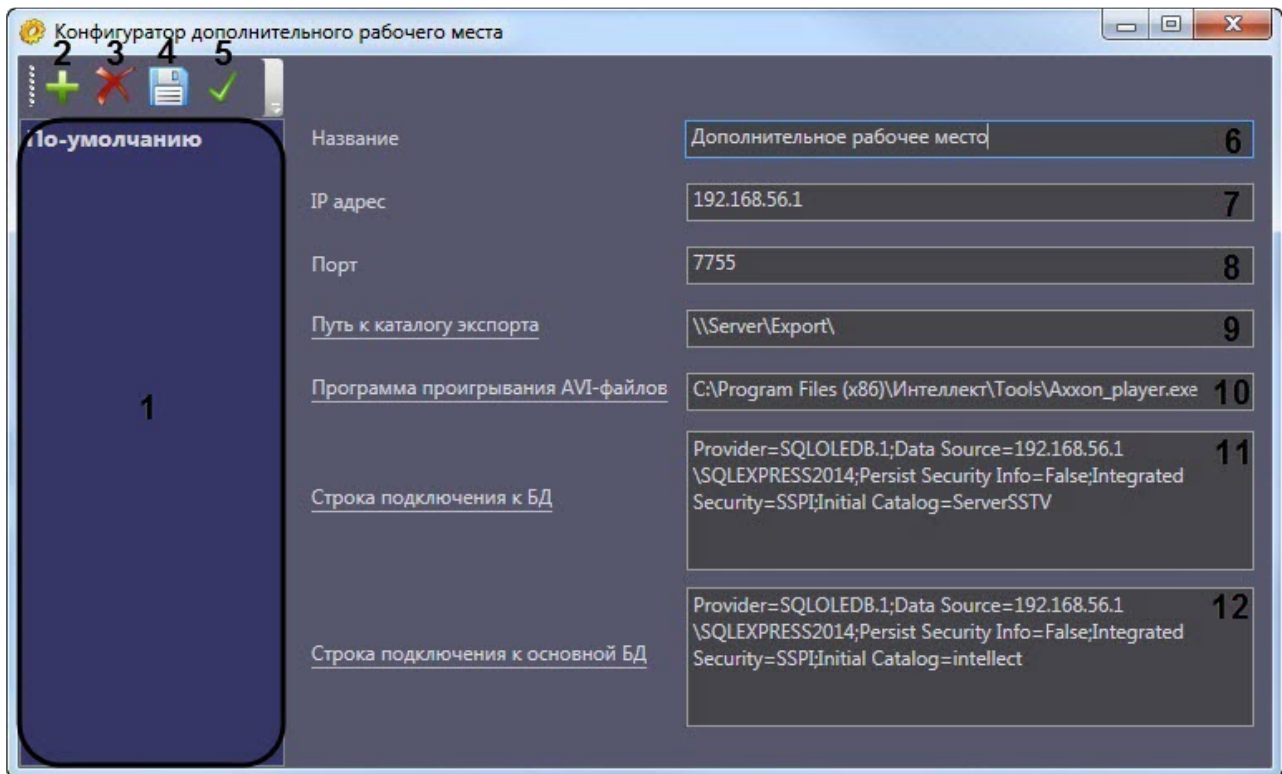 Конфигуратор дополнительного рабочего места
2 3 4 5
По-умолчанию
1
Название
Дополнительное рабочее место
6
IP адрес
192.168.56.1
7
Порт
7755
8
Путь к каталогу экспорта
\\Server\Export\
9
Программа проигрывания AVI-файлов
C:\Program Files (x86)\Интеллект\Tools\Axxon_player.exe
10
Строка подключения к БД
Provider=SQLOLEDB.1;Data Source=192.168.56.1
\SQLEXPRESS2014;Persist Security Info=False;Integrated
Security=SSPI;Initial Catalog=ServerSSTV
11
Строка подключения к основной БД
Provider=SQLOLEDB.1;Data Source=192.168.56.1
\SQLEXPRESS2014;Persist Security Info=False;Integrated
Security=SSPI;Initial Catalog=intellect
12